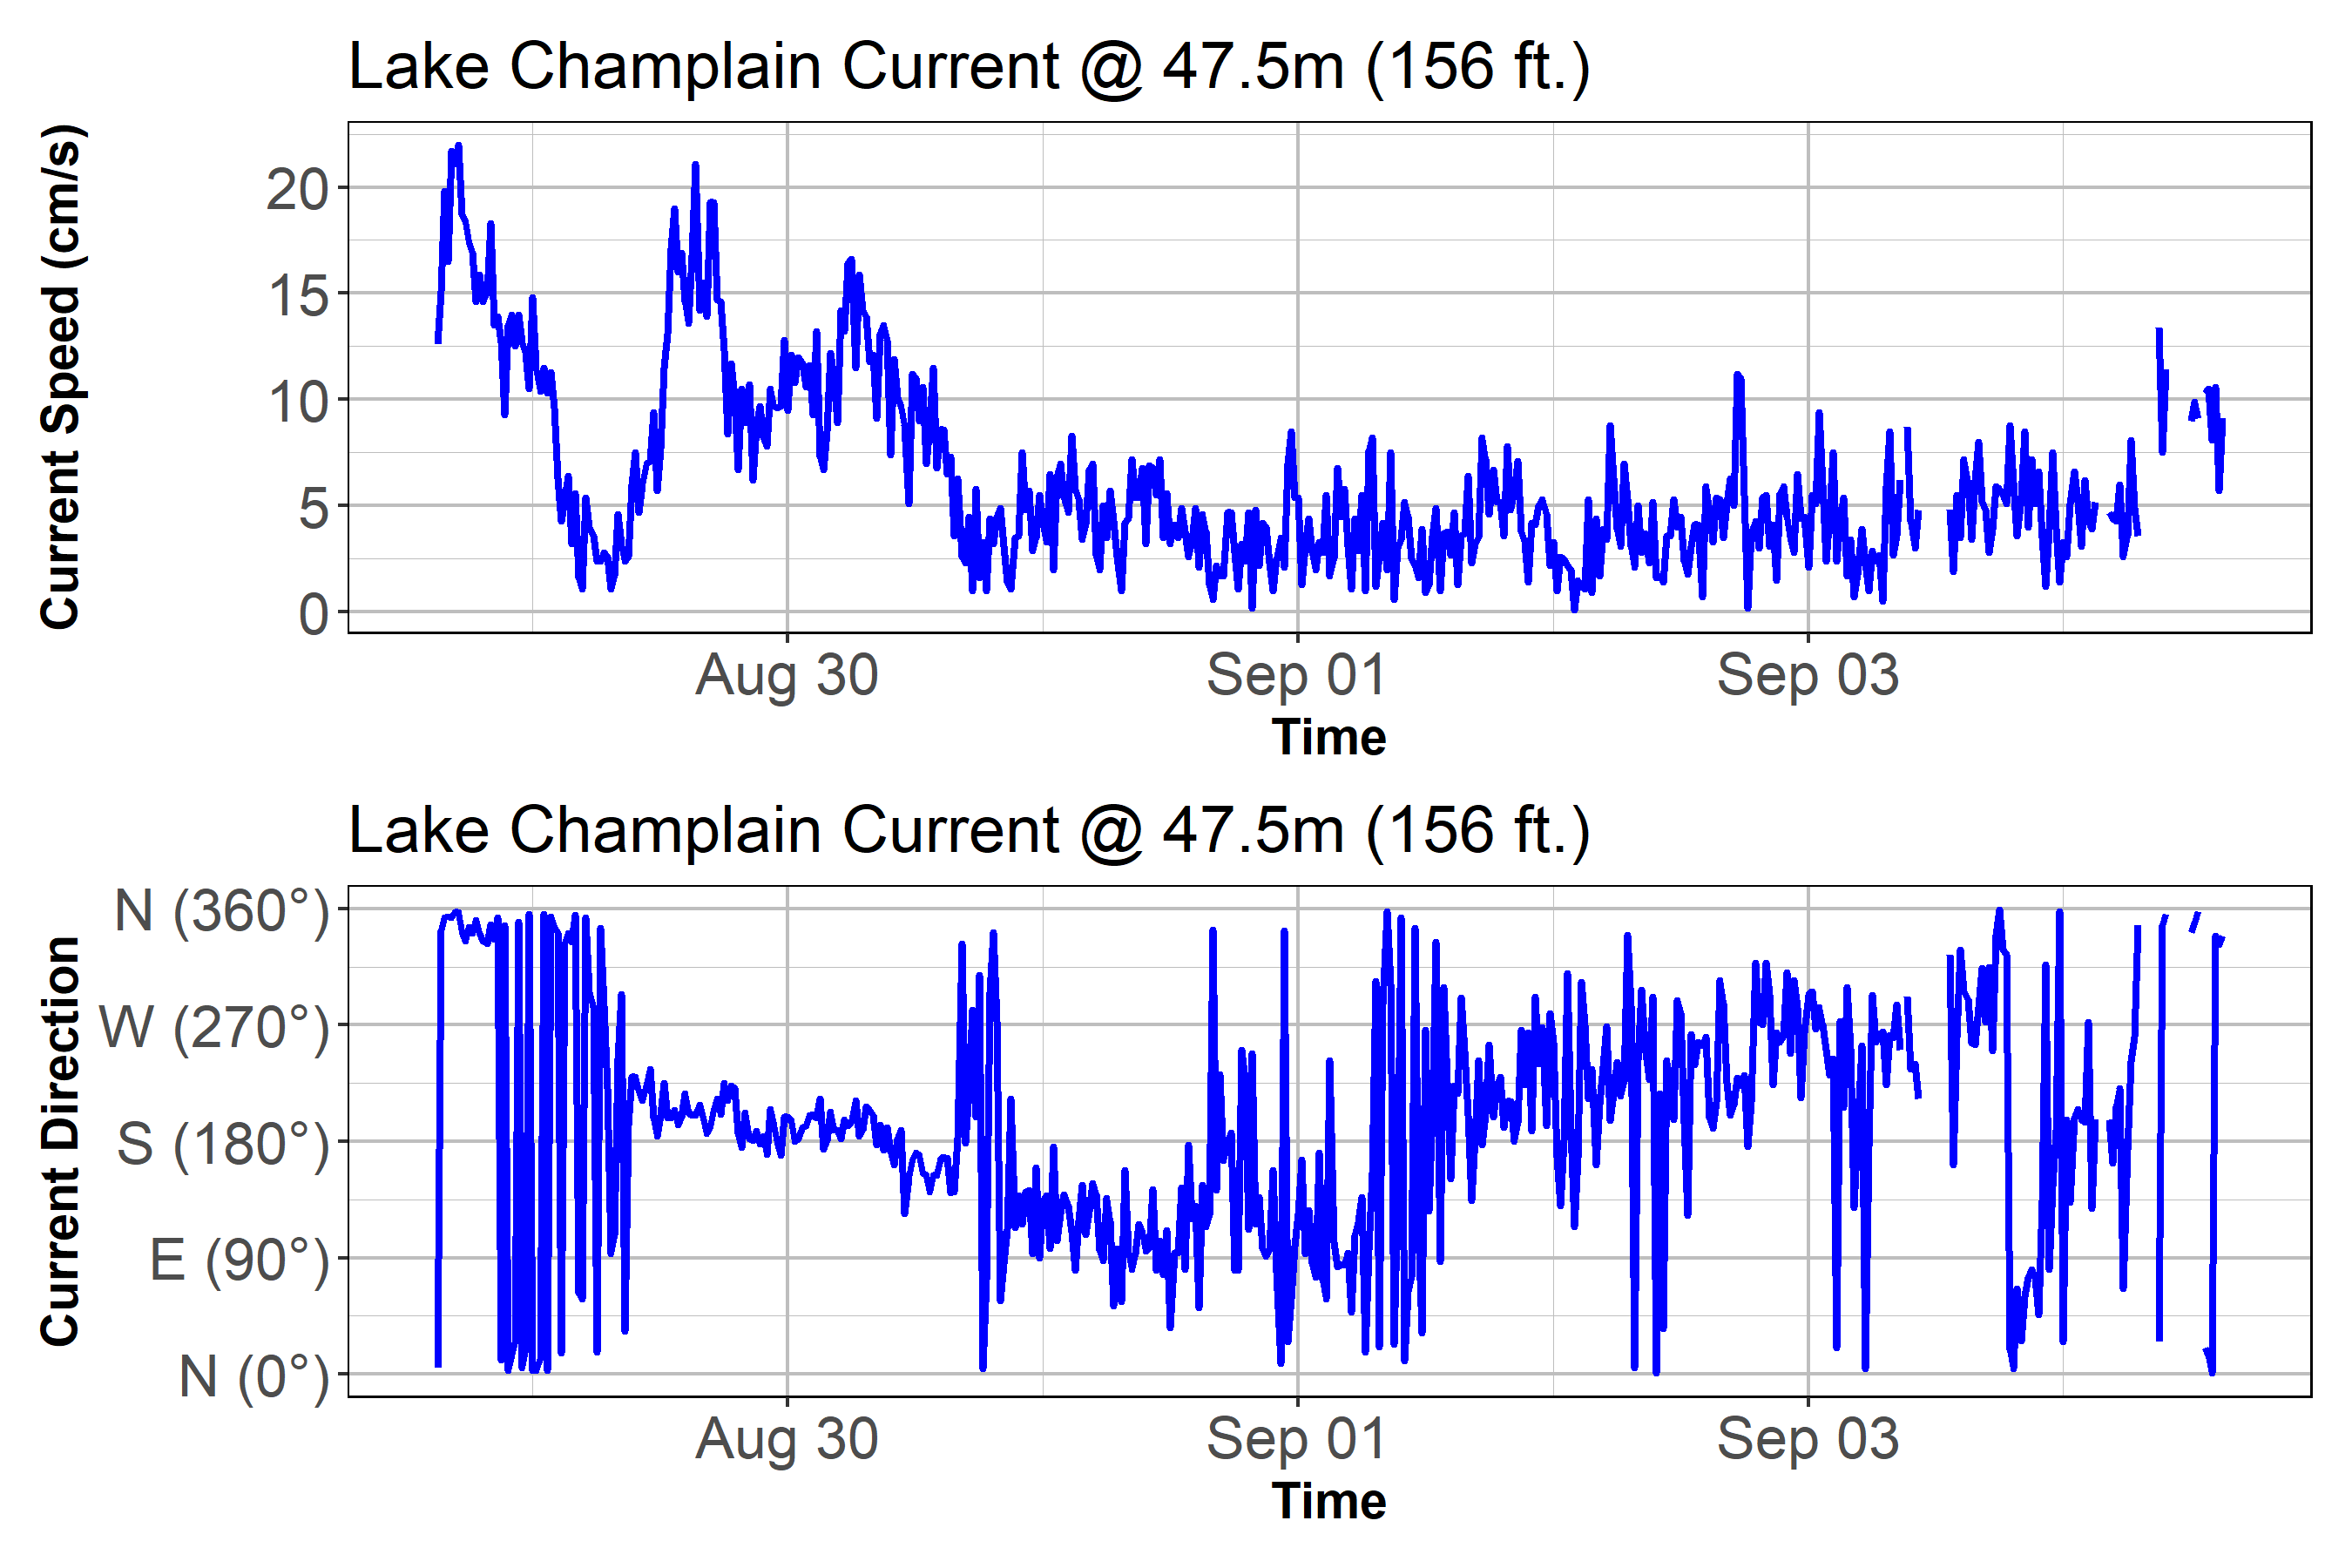 Lake Champlain Current @ 47.5m (156 ft.)
Current Speed (cm/s)
20
15
10
5
0
Aug 30 Sep 01 Sep 03
Time
Lake Champlain Current @ 47.5m (156 ft.)
Current Direction
N (360°)
W (270°)
S (180°)
E (90°)
N (0°)
Aug 30 Sep 01 Sep 03
Time